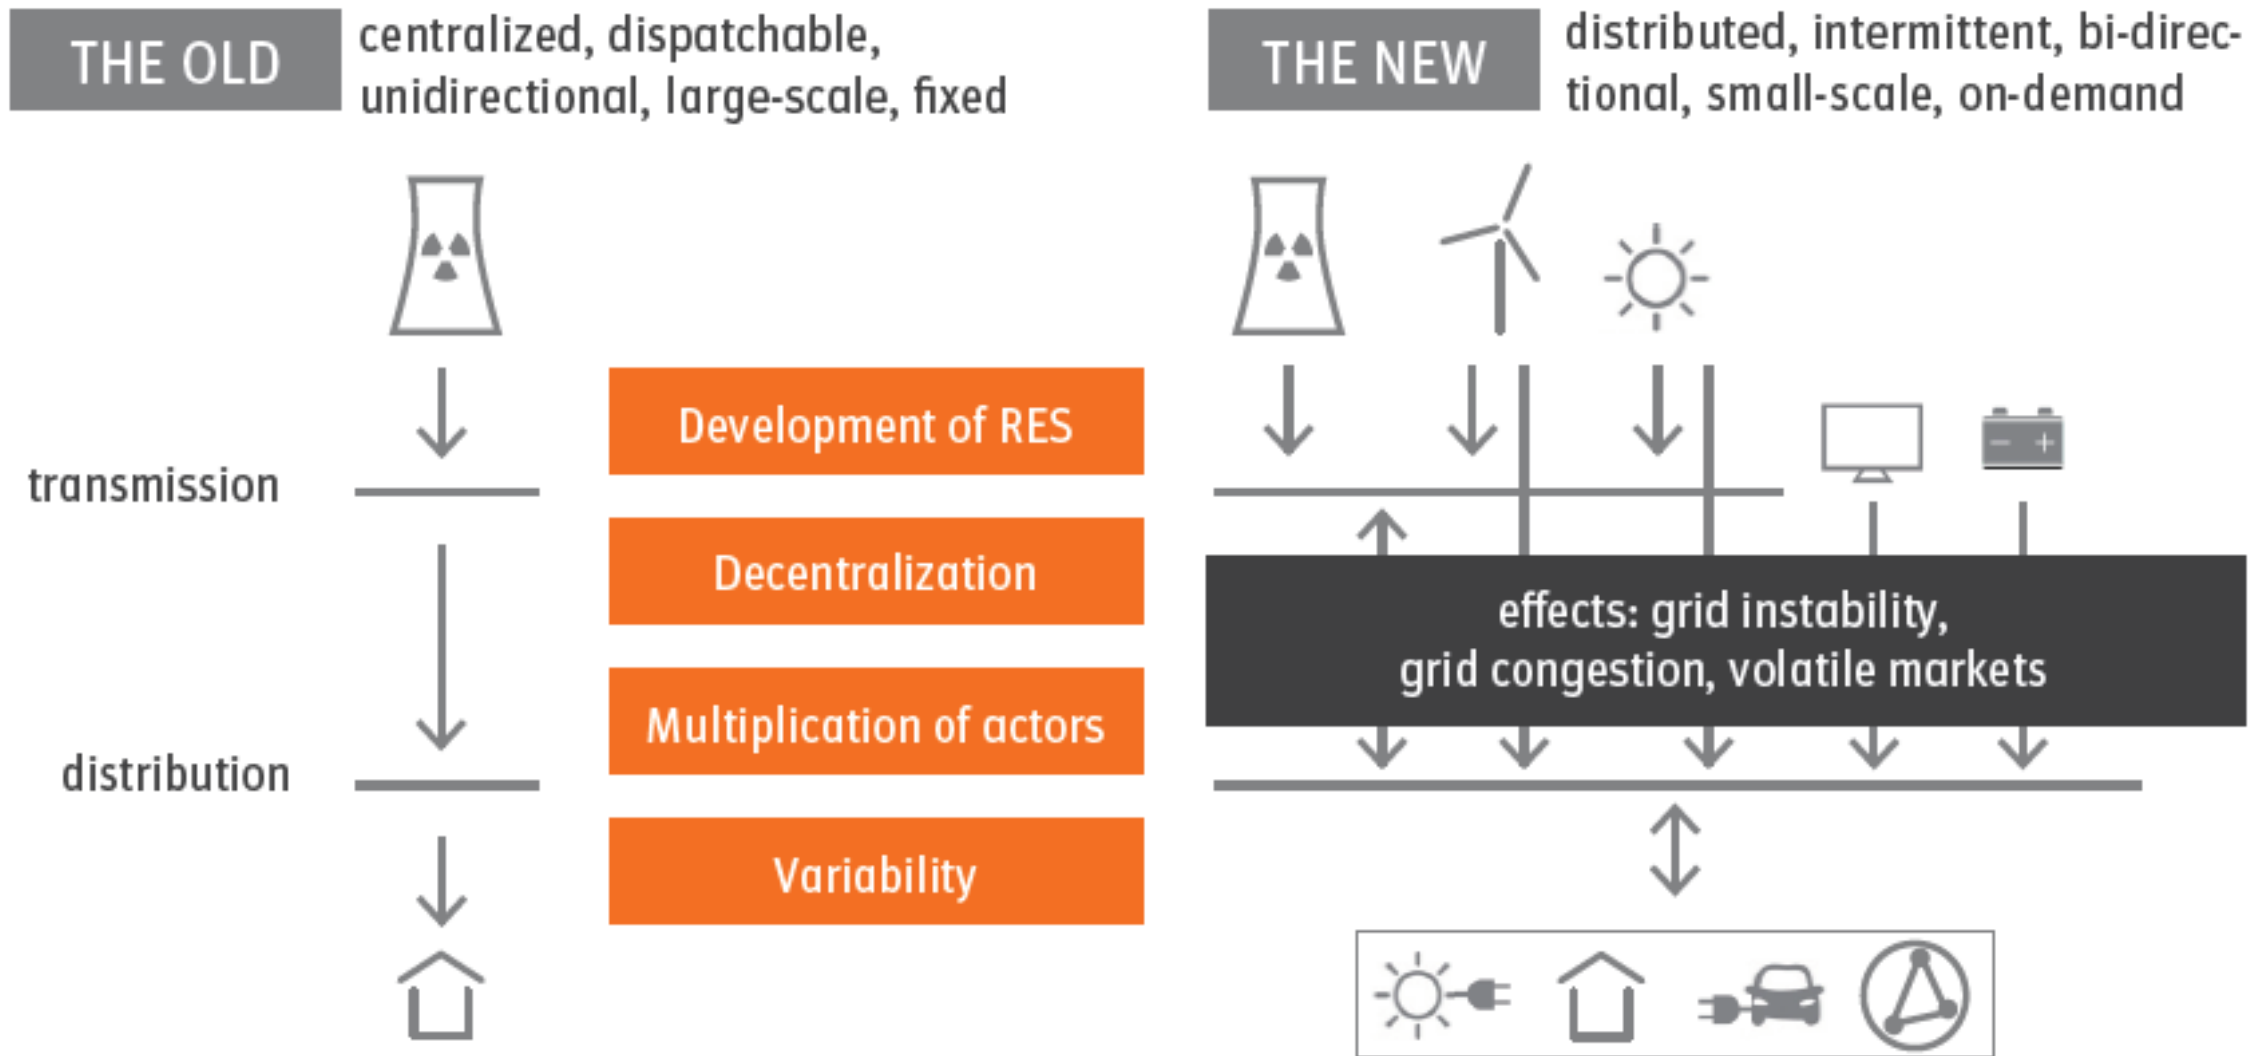 THE OLD
centralized, dispatchable,
unidirectional, large-scale, fixed
THE NEW
distributed, intermittent, bi-direc-
tional, small-scale, on-demand
transmission
distribution
Development of RES
Decentralization
Multiplication of actors
Variability
- +
effects: grid instability,
grid congestion, volatile markets